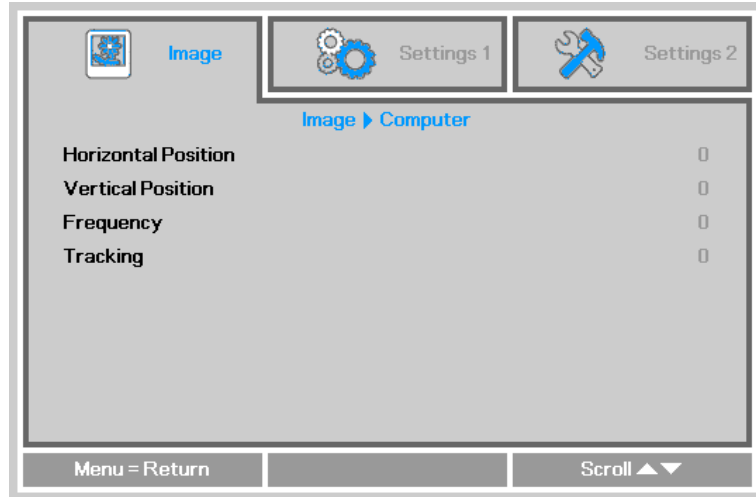 Image
Settings 1
Settings 2
Image ▶ Computer
Horizontal Position 0
Vertical Position 0
Frequency 0
Tracking 0
Menu = Return
Scroll ▲▼